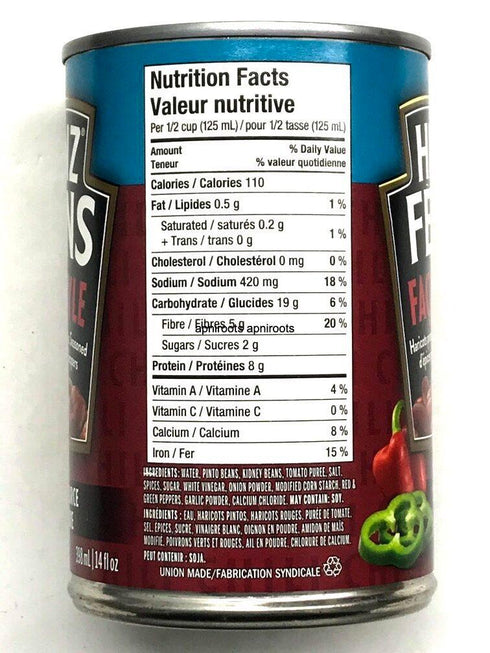 Nutrition Facts
Valeur nutritive
Per 1/2 cup (125 mL) / pour 1/2 tasse (125 mL)
Amount % Daily Value
Teneur % valeur quotidienne
Calories / Calories 110
Fat / Lipides 0.5 g 1 %
Saturated / saturés 0.2 g
+ Trans / trans 0 g 1 %
Cholesterol / Cholestérol 0 mg 0 %
Sodium / Sodium 420 mg 18 %
Carbohydrate / Glucides 19 g 6 %
Fibre / Fibres 5 g 20 %
apniroots apniroots
Sugars / Sucres 2 g
Protein / Protéines 8 g
Vitamin A / Vitamine A 4 %
Vitamin C / Vitamine C 0 %
Calcium / Calcium 8 %
Iron / Fer 15 %
INGREDIENTS: WATER, PINTO BEANS, KIDNEY BEANS, TOMATO PUREE, SALT,
SPICES, SUGAR, WHITE VINEGAR, ONION POWDER, MODIFIED CORN STARCH, RED &
GREEN PEPPERS, GARLIC POWDER, CALCIUM CHLORIDE. MAY CONTAIN: SOY.
INGRÉDIENTS : EAU, HARICOTS PINTOS, HARICOTS ROUGES, PURÉE DE TOMATE,
SEL, ÉPICES, SUCRE, VINAIGRE BLANC, OIGNON EN POUDRE, AMIDON DE MAÏS
MODIFIÉ, POIVRONS VERTS ET ROUGES, AIL EN POUDRE, CHLORURE DE CALCIUM.
PEUT CONTENIR : SOJA.
UNION MADE/FABRICATION SYNDICALE
398 mL | 14 fl oz